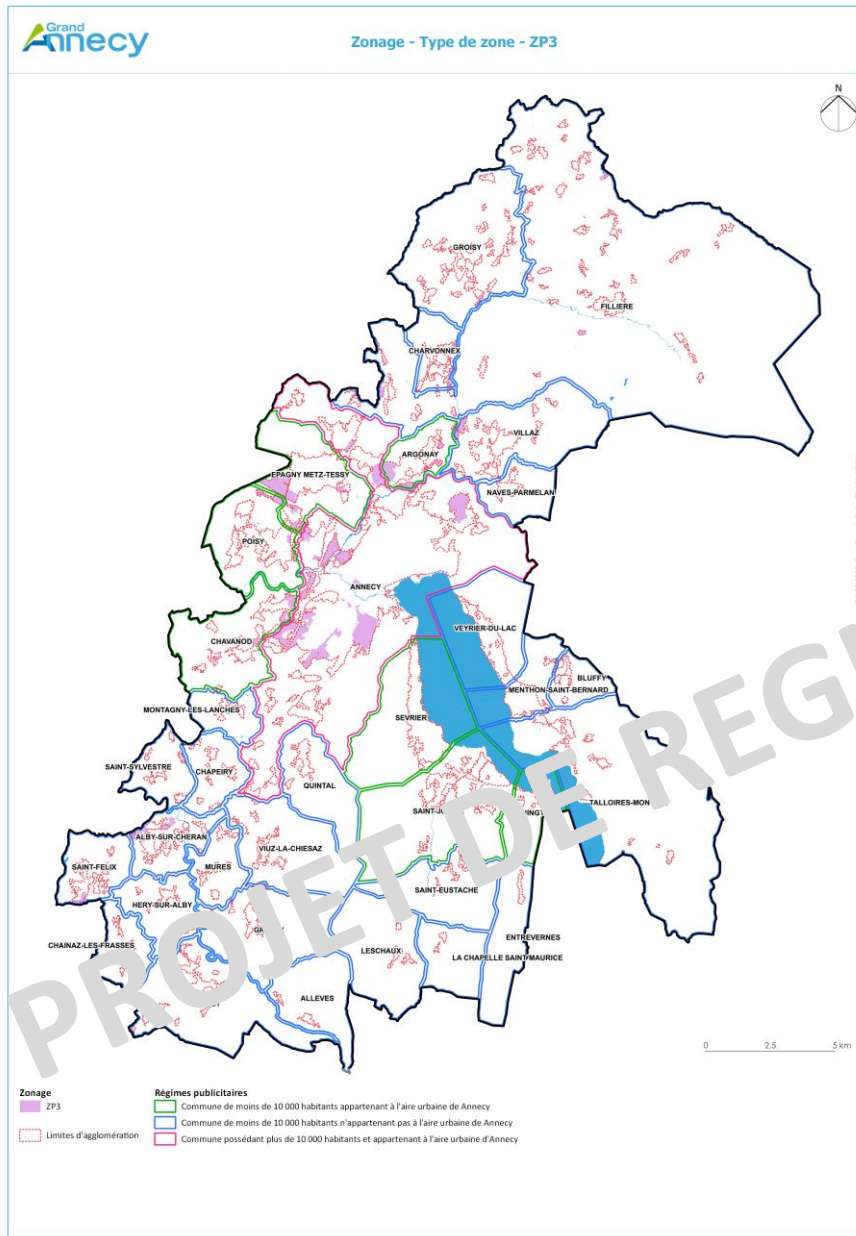 Grand
Annecy
Zonage - Type de zone - ZP3
N
GROISY
FILLIERE
CHARVONNEX
VILLAZ
ARGONAY
EPAGNY METZ-TESSY
NAVES-PARMELAN
POISY
ANNECY
VEYRIER-DU-LAC
CHAVANOD
BLUFFY
MENTHON-SAINT-BERNARD
MONTAGNY-LES-LANCHES
SEVRIER
SAINT-SYLVESTRE
CHAPEIRY
QUINTAL
TALLOIRES-MON
ALBY-SUR-CHERAN
VIUZ-LA-CHIESAZ
SAINT-FELIX
MURES
SAINT-EUSTACHE
HERY-SUR-ALBY
ENTREVERNES
CHAINAZ-LES-FRASSES
LESCHAUX
LA CHAPELLE SAINT-MAURICE
ALLEVES
PROJET DE REGL
0 2.5 5 km
Zonage
ZP3
Limites d'agglomération
Régimes publicitaires
Commune de moins de 10 000 habitants appartenant à l'aire urbaine de Annecy
Commune de moins de 10 000 habitants n'appartenant pas à l'aire urbaine de Annecy
Commune possédant plus de 10 000 habitants et appartenant à l'aire urbaine d'Annecy